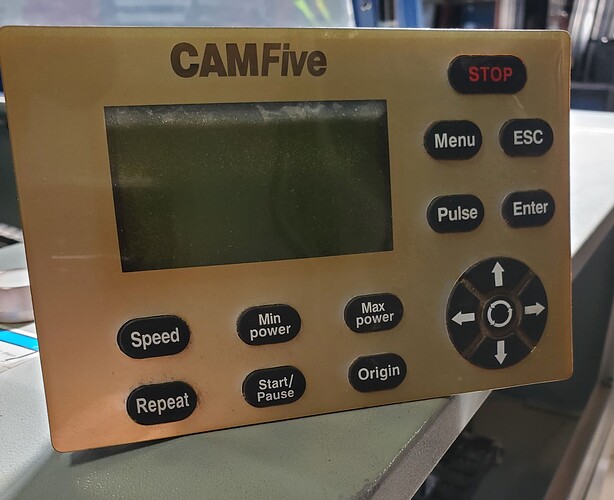 CAMFive
STOP
Menu
ESC
Pulse
Enter
Speed
Min
power
Max
power
Repeat
Start/
Pause
Origin